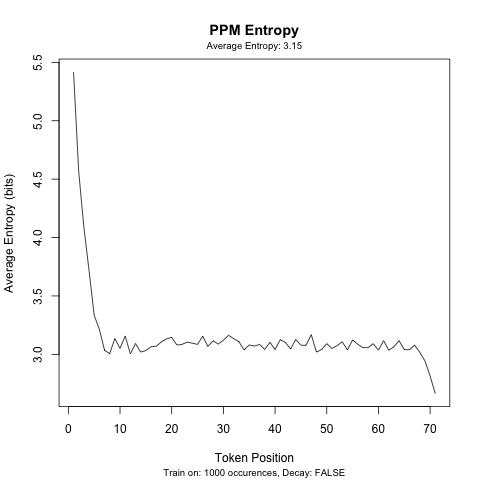 PPM Entropy
Average Entropy: 3.15
Average Entropy (bits)
5.5
5.0
4.5
4.0
3.5
3.0
0 10 20 30 40 50 60 70
Token Position
Train on: 1000 occurences, Decay: FALSE